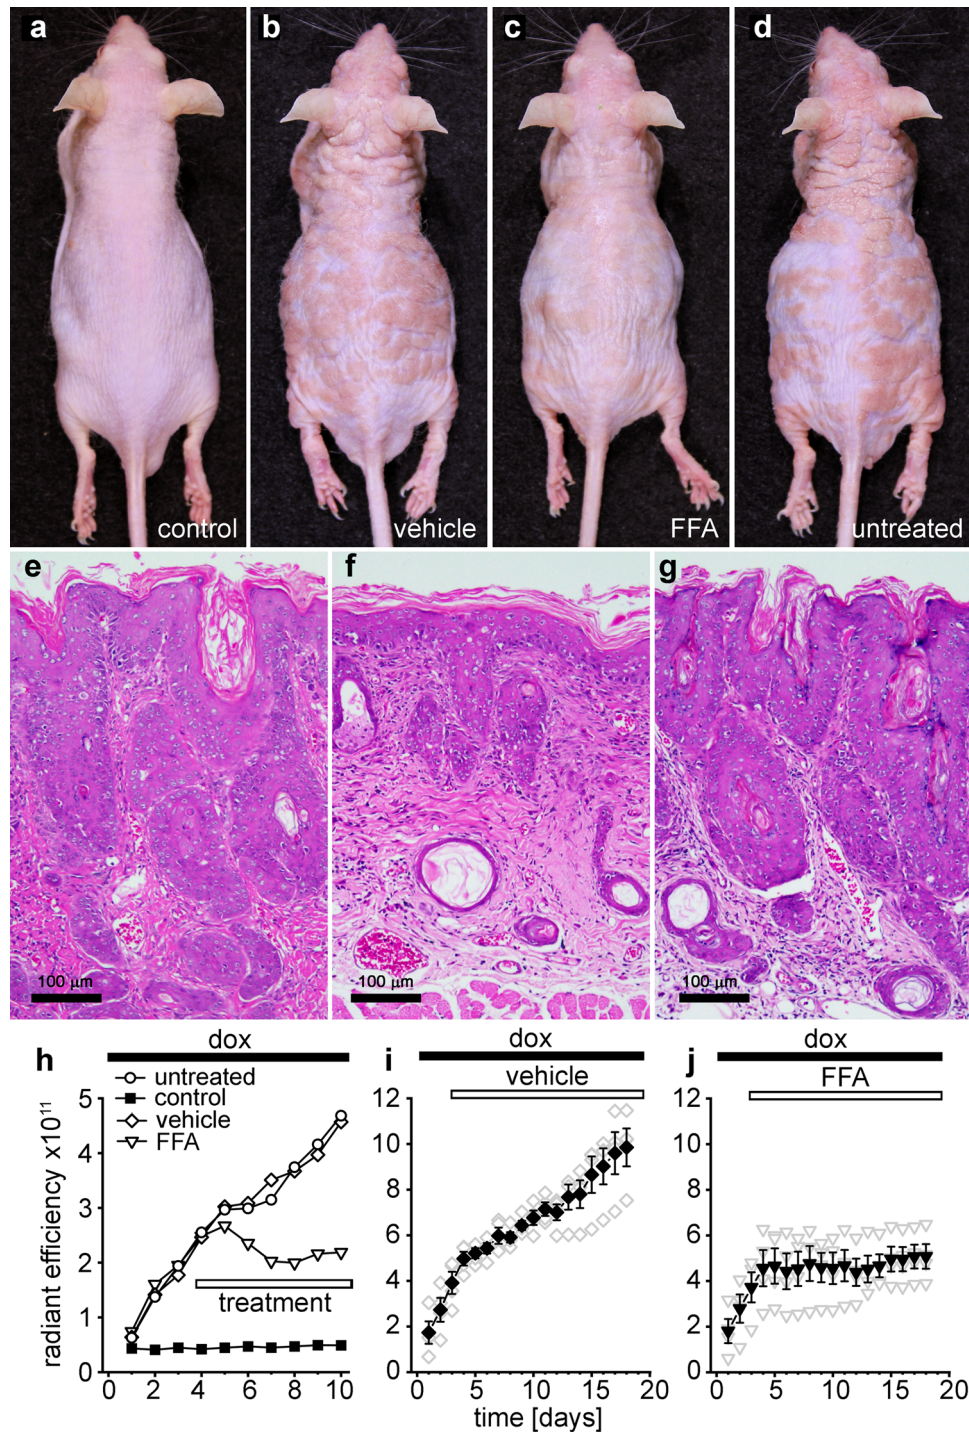 a
b
c
d
control
vehicle
FFA
untreated
e
f
g
100 μm
100 μm
100 μm
h
dox
untreated
control
vehicle
FFA
treatment
radiant efficiency x10¹¹
5
4
3
2
1
0
0 2 4 6 8 10
i
dox
vehicle
12
10
8
6
4
2
0
0 5 10 15 20
time [days]
j
dox
FFA
12
10
8
6
4
2
0
0 5 10 15 20